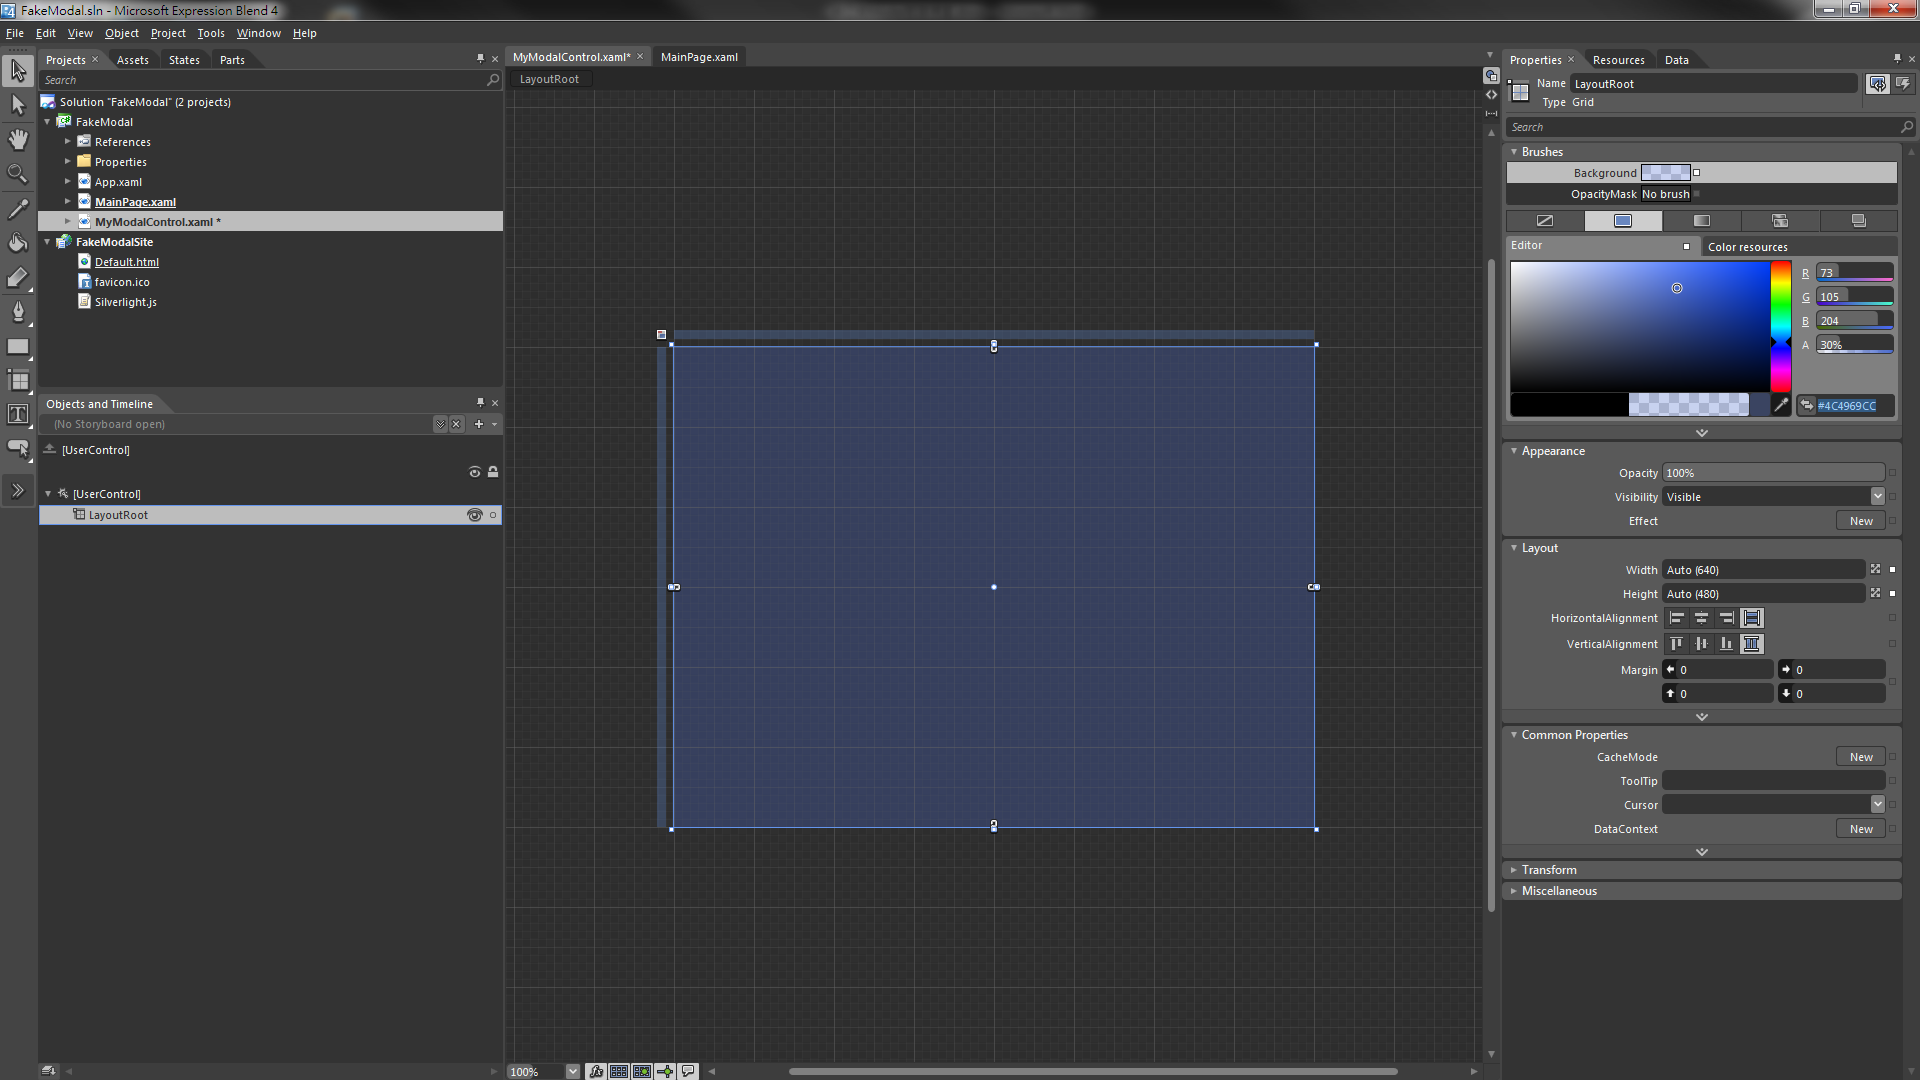 FakeModal.sln - Microsoft Expression Blend 4
File Edit View Object Project Tools Window Help
Projects Assets States Parts
Search
Solution "FakeModal" (2 projects)
FakeModal
References
Properties
App.xaml
MainPage.xaml
MyModalControl.xaml *
FakeModalSite
Default.html
favicon.ico
Silverlight.js
Objects and Timeline
(No Storyboard open)
[UserControl]
[UserControl]
LayoutRoot
MyModalControl.xaml* MainPage.xaml
LayoutRoot
100%
Properties Resources Data
Name LayoutRoot
Type Grid
Search
Brushes
Background
OpacityMask No brush
Editor Color resources
R 73
G 105
B 204
A 30%
#4C4969CC
Appearance
Opacity 100%
Visibility Visible
Effect New
Layout
Width Auto (640)
Height Auto (480)
HorizontalAlignment
VerticalAlignment
Margin 0 0
0 0
Common Properties
CacheMode New
ToolTip
Cursor
DataContext New
Transform
Miscellaneous